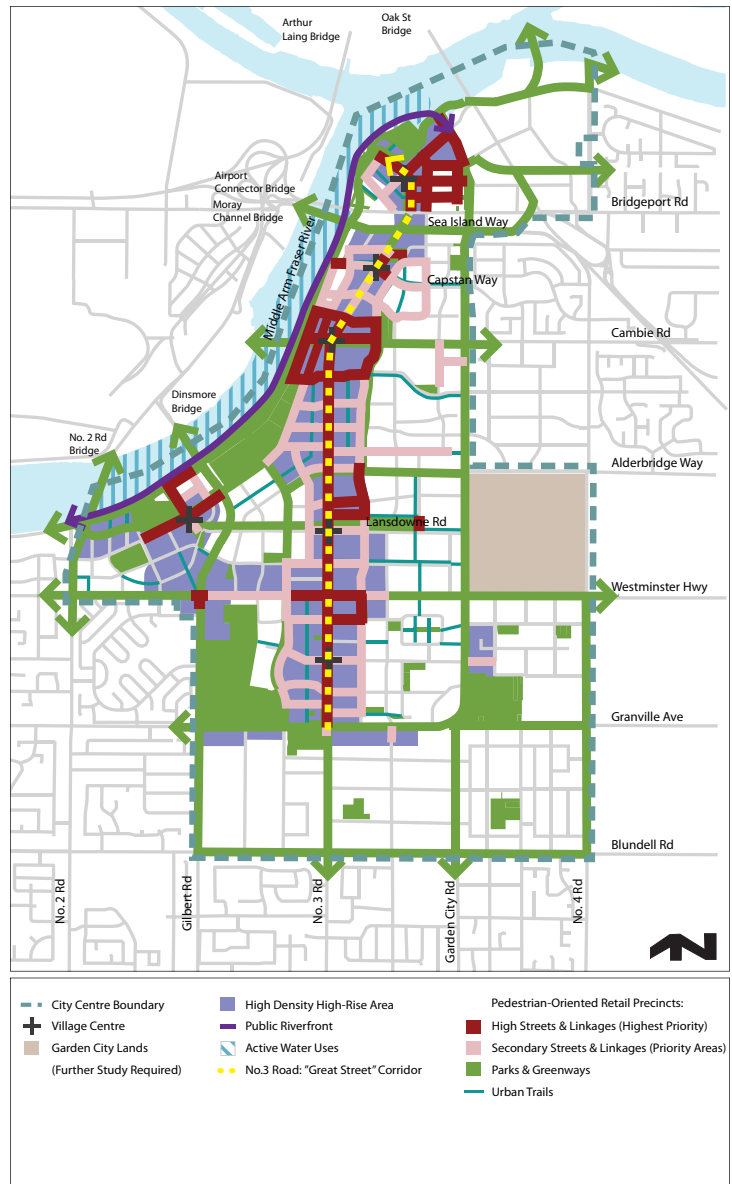 Arthur
Laing Bridge
Oak St
Bridge
Airport
Connector Bridge
Moray
Channel Bridge
Bridgeport Rd
Sea Island Way
Middle Arm Fraser River
Capstan Way
Cambie Rd
Dinsmore
Bridge
No. 2 Rd
Bridge
Alderbridge Way
Lansdowne Rd
Westminster Hwy
Granville Ave
Blundell Rd
No. 2 Rd
Gilbert Rd
No. 3 Rd
Garden City Rd
No. 4 Rd
N
City Centre Boundary
Village Centre
Garden City Lands
(Further Study Required)
High Density High-Rise Area
Public Riverfront
Active Water Uses
No.3 Road: "Great Street" Corridor
Pedestrian-Oriented Retail Precincts:
High Streets & Linkages (Highest Priority)
Secondary Streets & Linkages (Priority Areas)
Parks & Greenways
Urban Trails